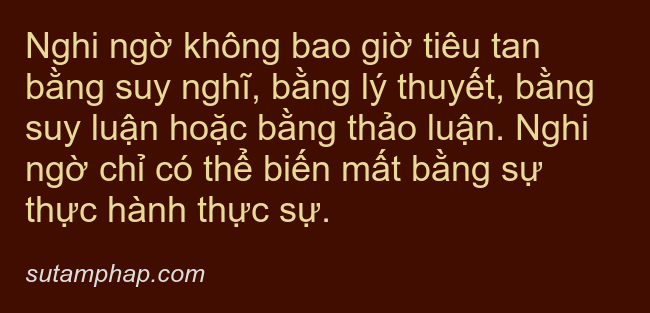 Nghi ngờ không bao giờ tiêu tan
bằng suy nghĩ, bằng lý thuyết, bằng
suy luận hoặc bằng thảo luận. Nghi
ngờ chỉ có thể biến mất bằng sự
thực hành thực sự.
sutamphap.com